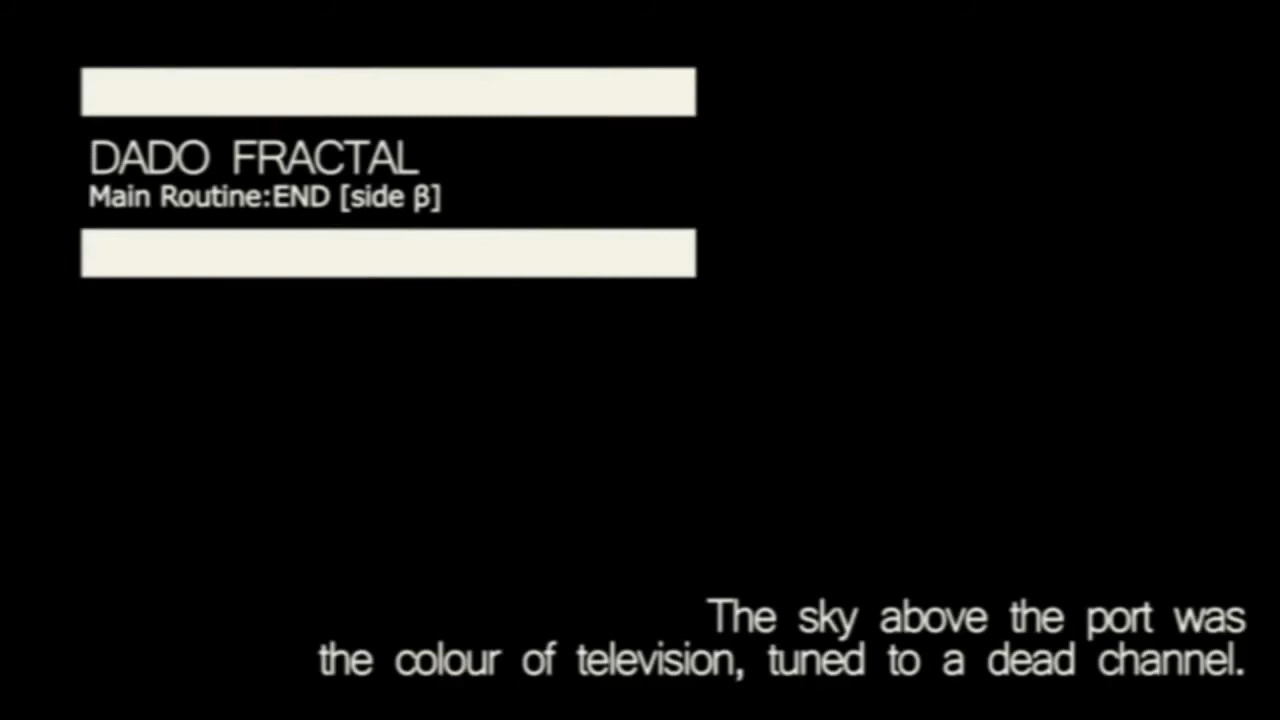 DADO FRACTAL
Main Routine:END [side β]
The sky above the port was
the colour of television, tuned to a dead channel.